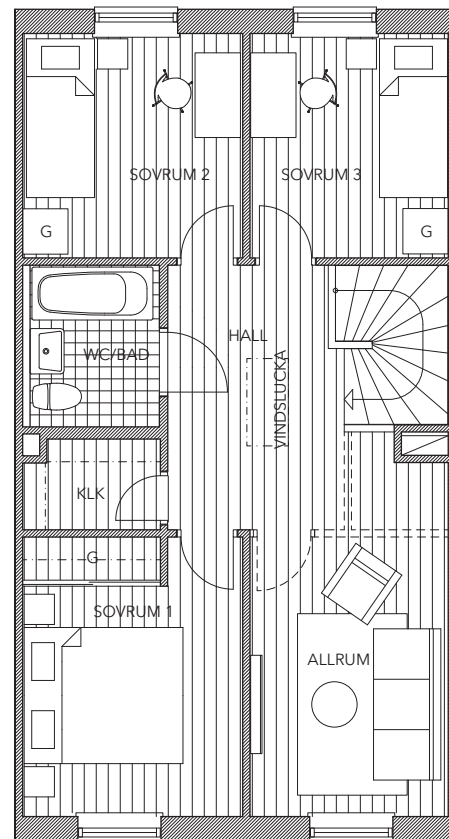 SOVRUM 2
SOVRUM 3
G
G
HALL
WC/BAD
VINDSLUCKA
KLK
G
SOVRUM 1
ALLRUM